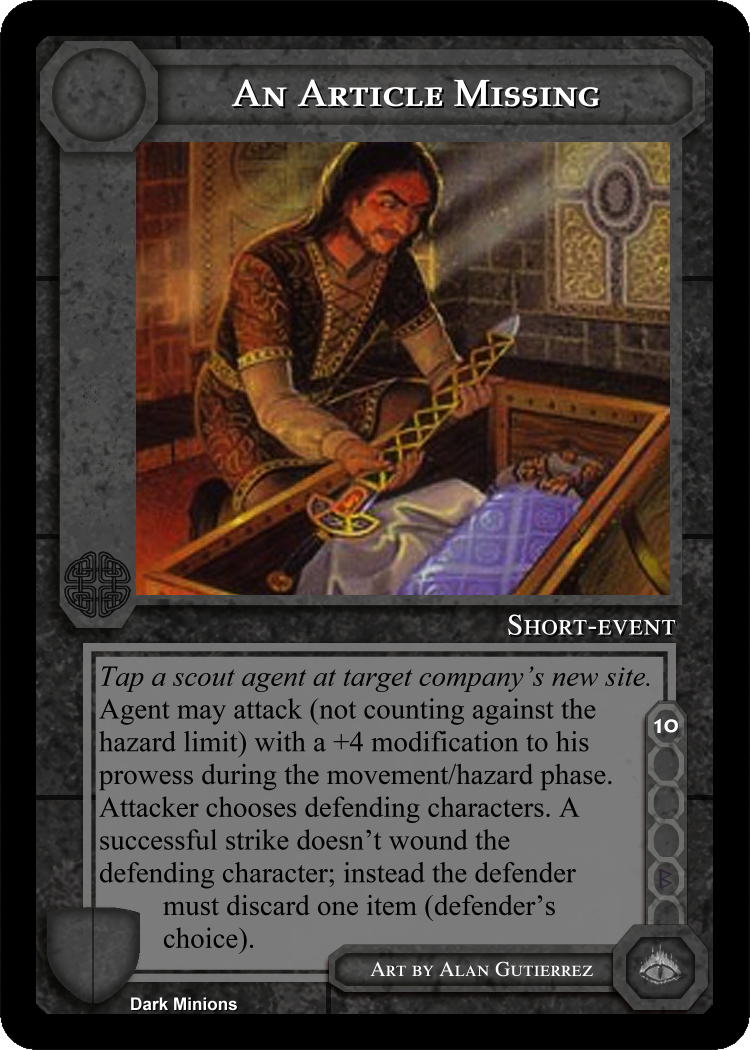 An Article Missing
Short-event
Tap a scout agent at target company's new site.
Agent may attack (not counting against the
hazard limit) with a +4 modification to his
prowess during the movement/hazard phase.
Attacker chooses defending characters. A
successful strike doesn't wound the
defending character; instead the defender
must discard one item (defender's
choice).
10
ᛒ
Art by Alan Gutierrez
Dark Minions